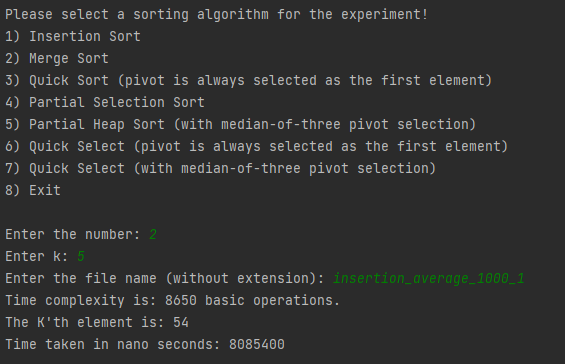 Please select a sorting algorithm for the experiment!
1) Insertion Sort
2) Merge Sort
3) Quick Sort (pivot is always selected as the first element)
4) Partial Selection Sort
5) Partial Heap Sort (with median-of-three pivot selection)
6) Quick Select (pivot is always selected as the first element)
7) Quick Select (with median-of-three pivot selection)
8) Exit
Enter the number: 2
Enter k: 5
Enter the file name (without extension): insertion_average_1000_1
Time complexity is: 8650 basic operations.
The K'th element is: 54
Time taken in nano seconds: 8085400